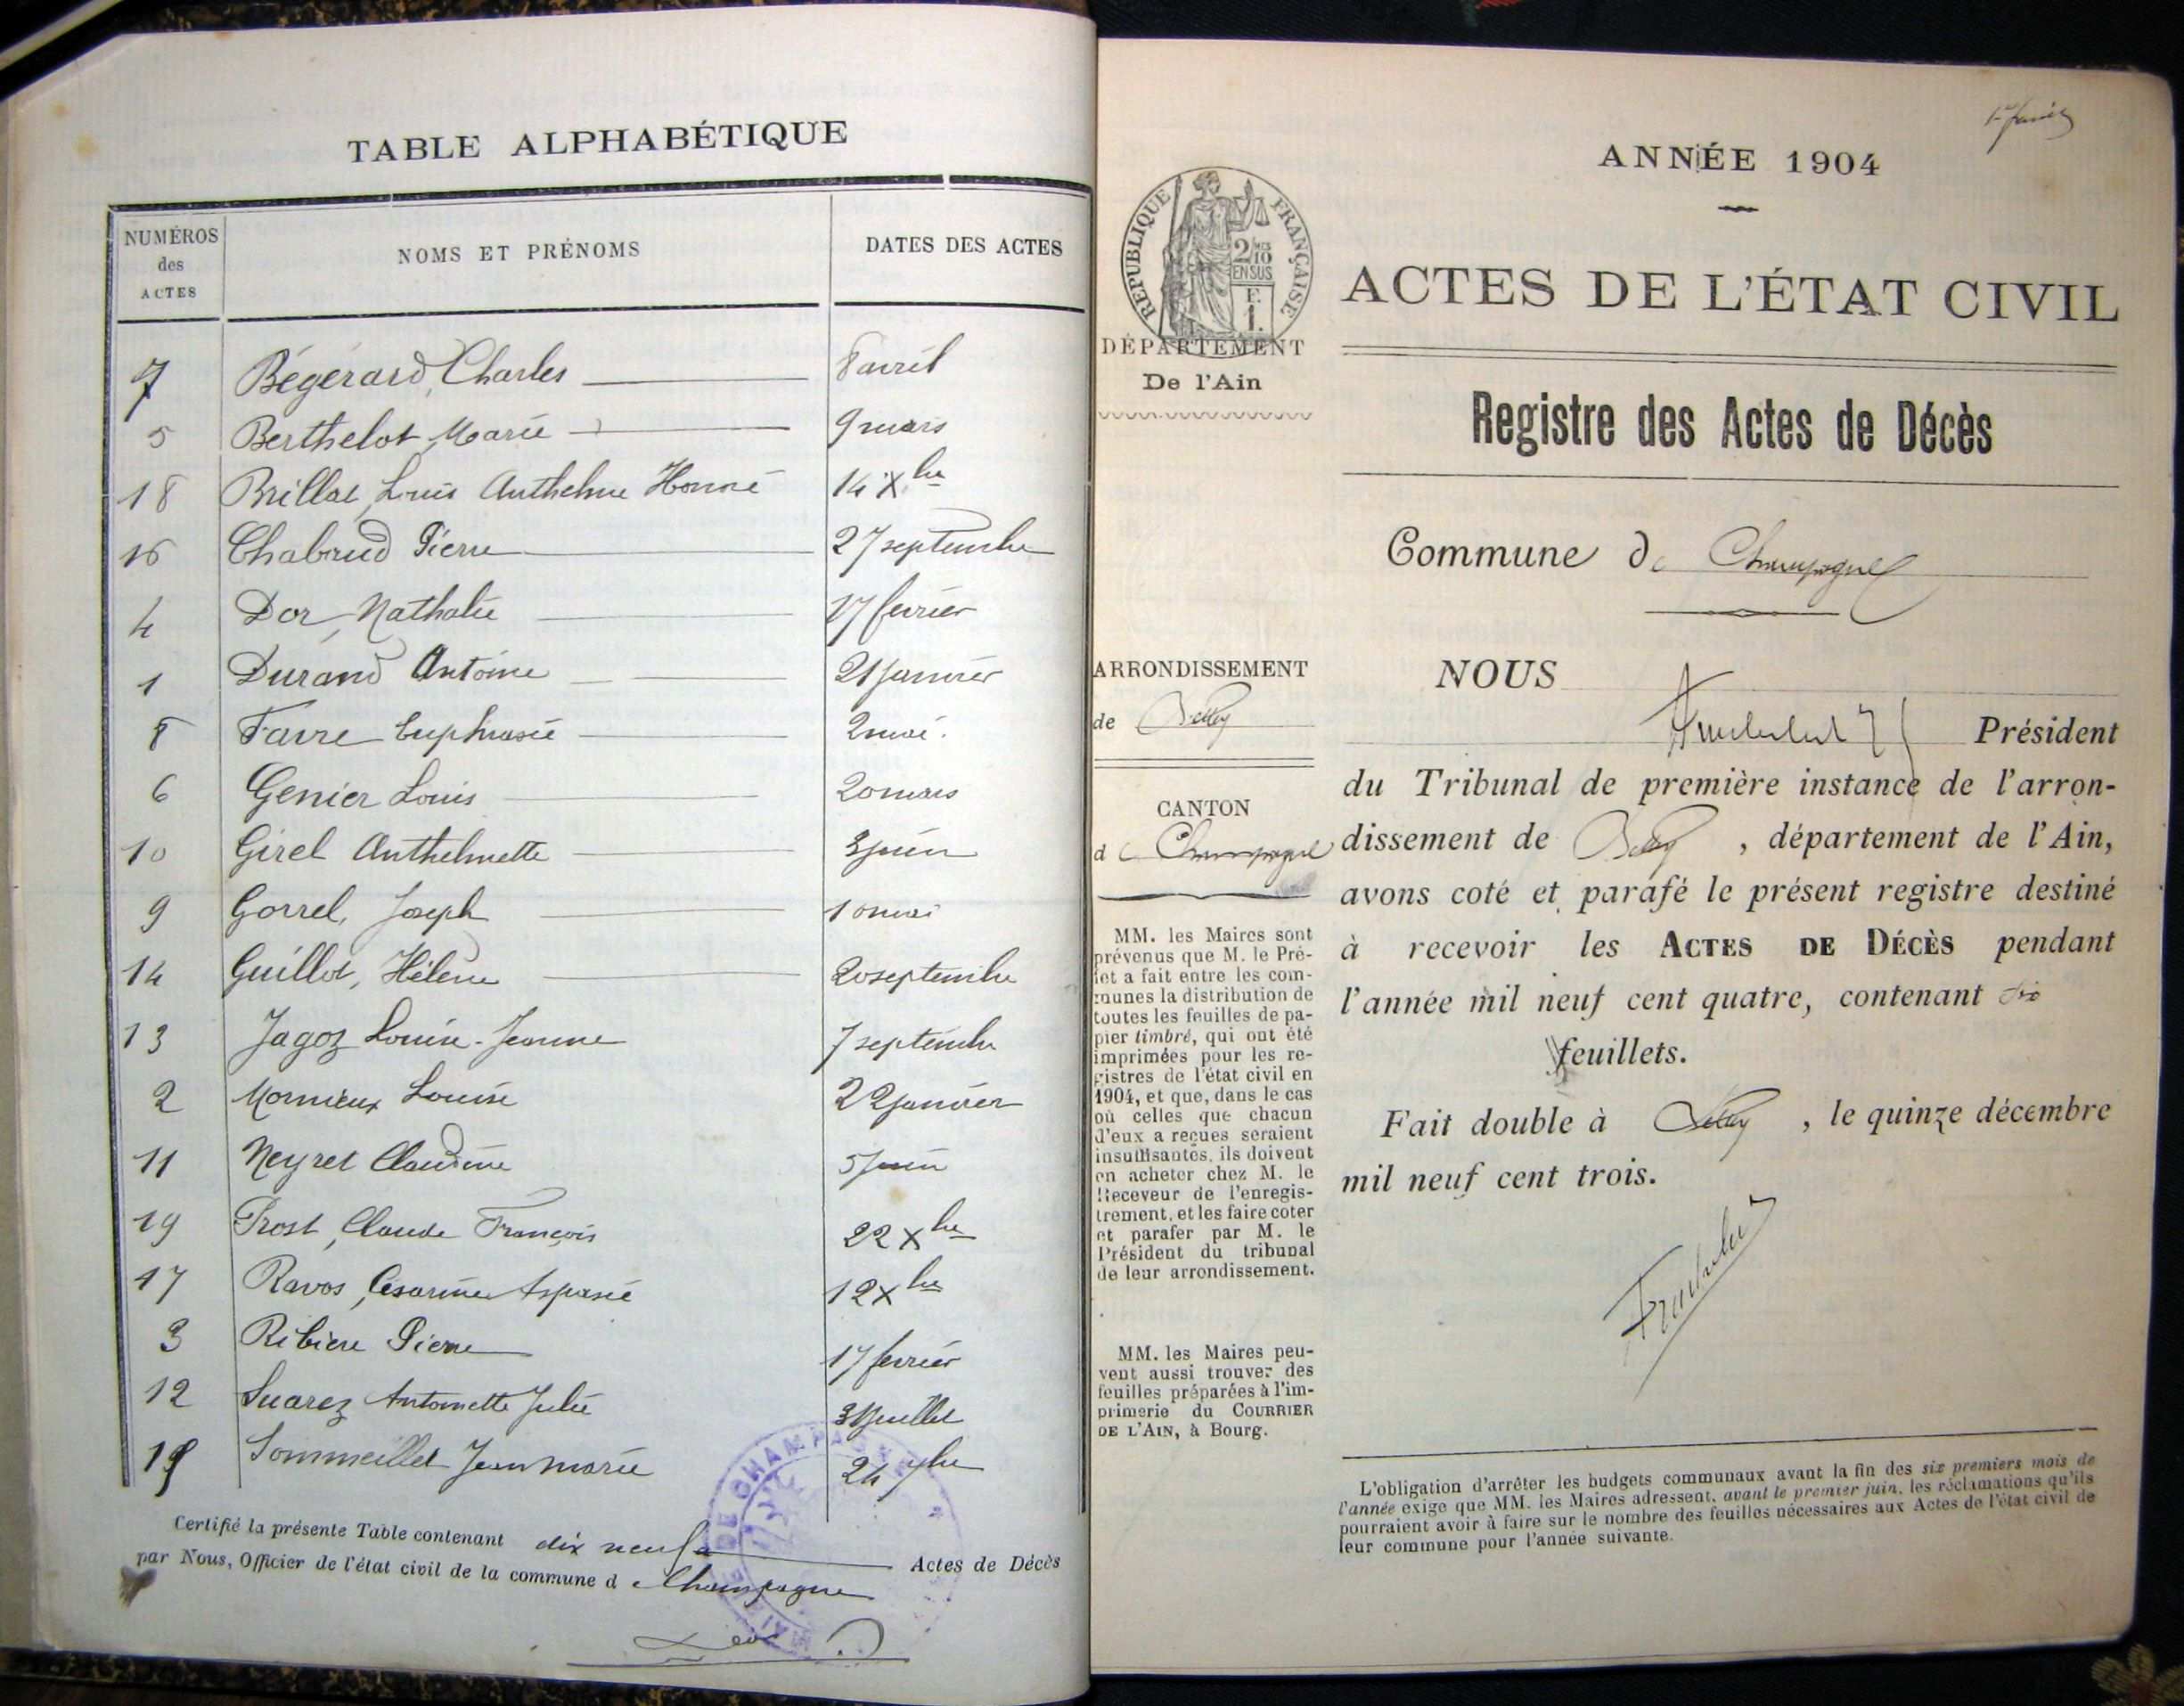 TABLE ALPHABÉTIQUE
NUMÉROS des ACTES NOMS ET PRÉNOMS DATES DES ACTES
7 Bégérard, Charles 8 avril
5 Berthelot Marie 9 mars
18 Brillat, Louis Anthelme Honoré 14 Xbre
16 Chabaud Pierre 27 septembre
4 Dor, Nathalie 17 février
1 Durand Antoine 21 janvier
8 Favre Euphrasie 2 mai.
6 Genier Louis 20 mars
10 Girel Anthelmette 3 juin
9 Gorrel, Joseph 10 mai
14 Guillot, Hélène 20 septembre
13 Jagoz Louise-Jeanne 7 septembre
2 Mornieux Louise 22 janvier
11 Neyret Claudine 5 juin
19 Prost, Claude François 22 Xbre
17 Ravos, Césarine Aspasie 12 Xbre
3 Ribière Pierre 17 février
12 Suarez Antoinette Julie 31 juillet
15 Sommeillet Jean Marie 24 7bre
Certifié la présente Table contenant dix neuf Actes de Décès
par Nous, Officier de l'état civil de la commune de Champagne
MAIRIE DE CHAMPAGNE
1er janvier
ANNÉE 1904
RÉPUBLIQUE FRANÇAISE
2/10
EN SUS
F.
1.
ACTES DE L'ÉTAT CIVIL
DÉPARTEMENT
De l'Ain
Registre des Actes de Décès
Commune de Champagne
ARRONDISSEMENT
de Belley
CANTON
de Champagne
MM. les Maires sont
prévenus que M. le Pré-
fet a fait entre les com-
munes la distribution de
toutes les feuilles de pa-
pier timbré, qui ont été
imprimées pour les re-
gistres de l'état civil en
1904, et que, dans le cas
où celles que chacun
d'eux a reçues seraient
insuffisantes, ils doivent
en acheter chez M. le
Receveur de l'enregis-
trement, et les faire coter
et parafer par M. le
Président du tribunal
de leur arrondissement.
MM. les Maires peu-
vent aussi trouver des
feuilles préparées à l'im-
primerie du COURRIER
DE L'AIN, à Bourg.
NOUS
Président
du Tribunal de première instance de l'arron-
dissement de Belley, département de l'Ain,
avons coté et parafé le présent registre destiné
à recevoir les ACTES DE DÉCÈS pendant
l'année mil neuf cent quatre, contenant six
feuillets.
Fait double à Belley, le quinze décembre
mil neuf cent trois.
L'obligation d'arrêter les budgets communaux avant la fin des six premiers mois de
l'année exige que MM. les Maires adressent, avant le premier juin, les réclamations qu'ils
pourraient avoir à faire sur le nombre des feuilles nécessaires aux Actes de l'état civil de
leur commune pour l'année suivante.